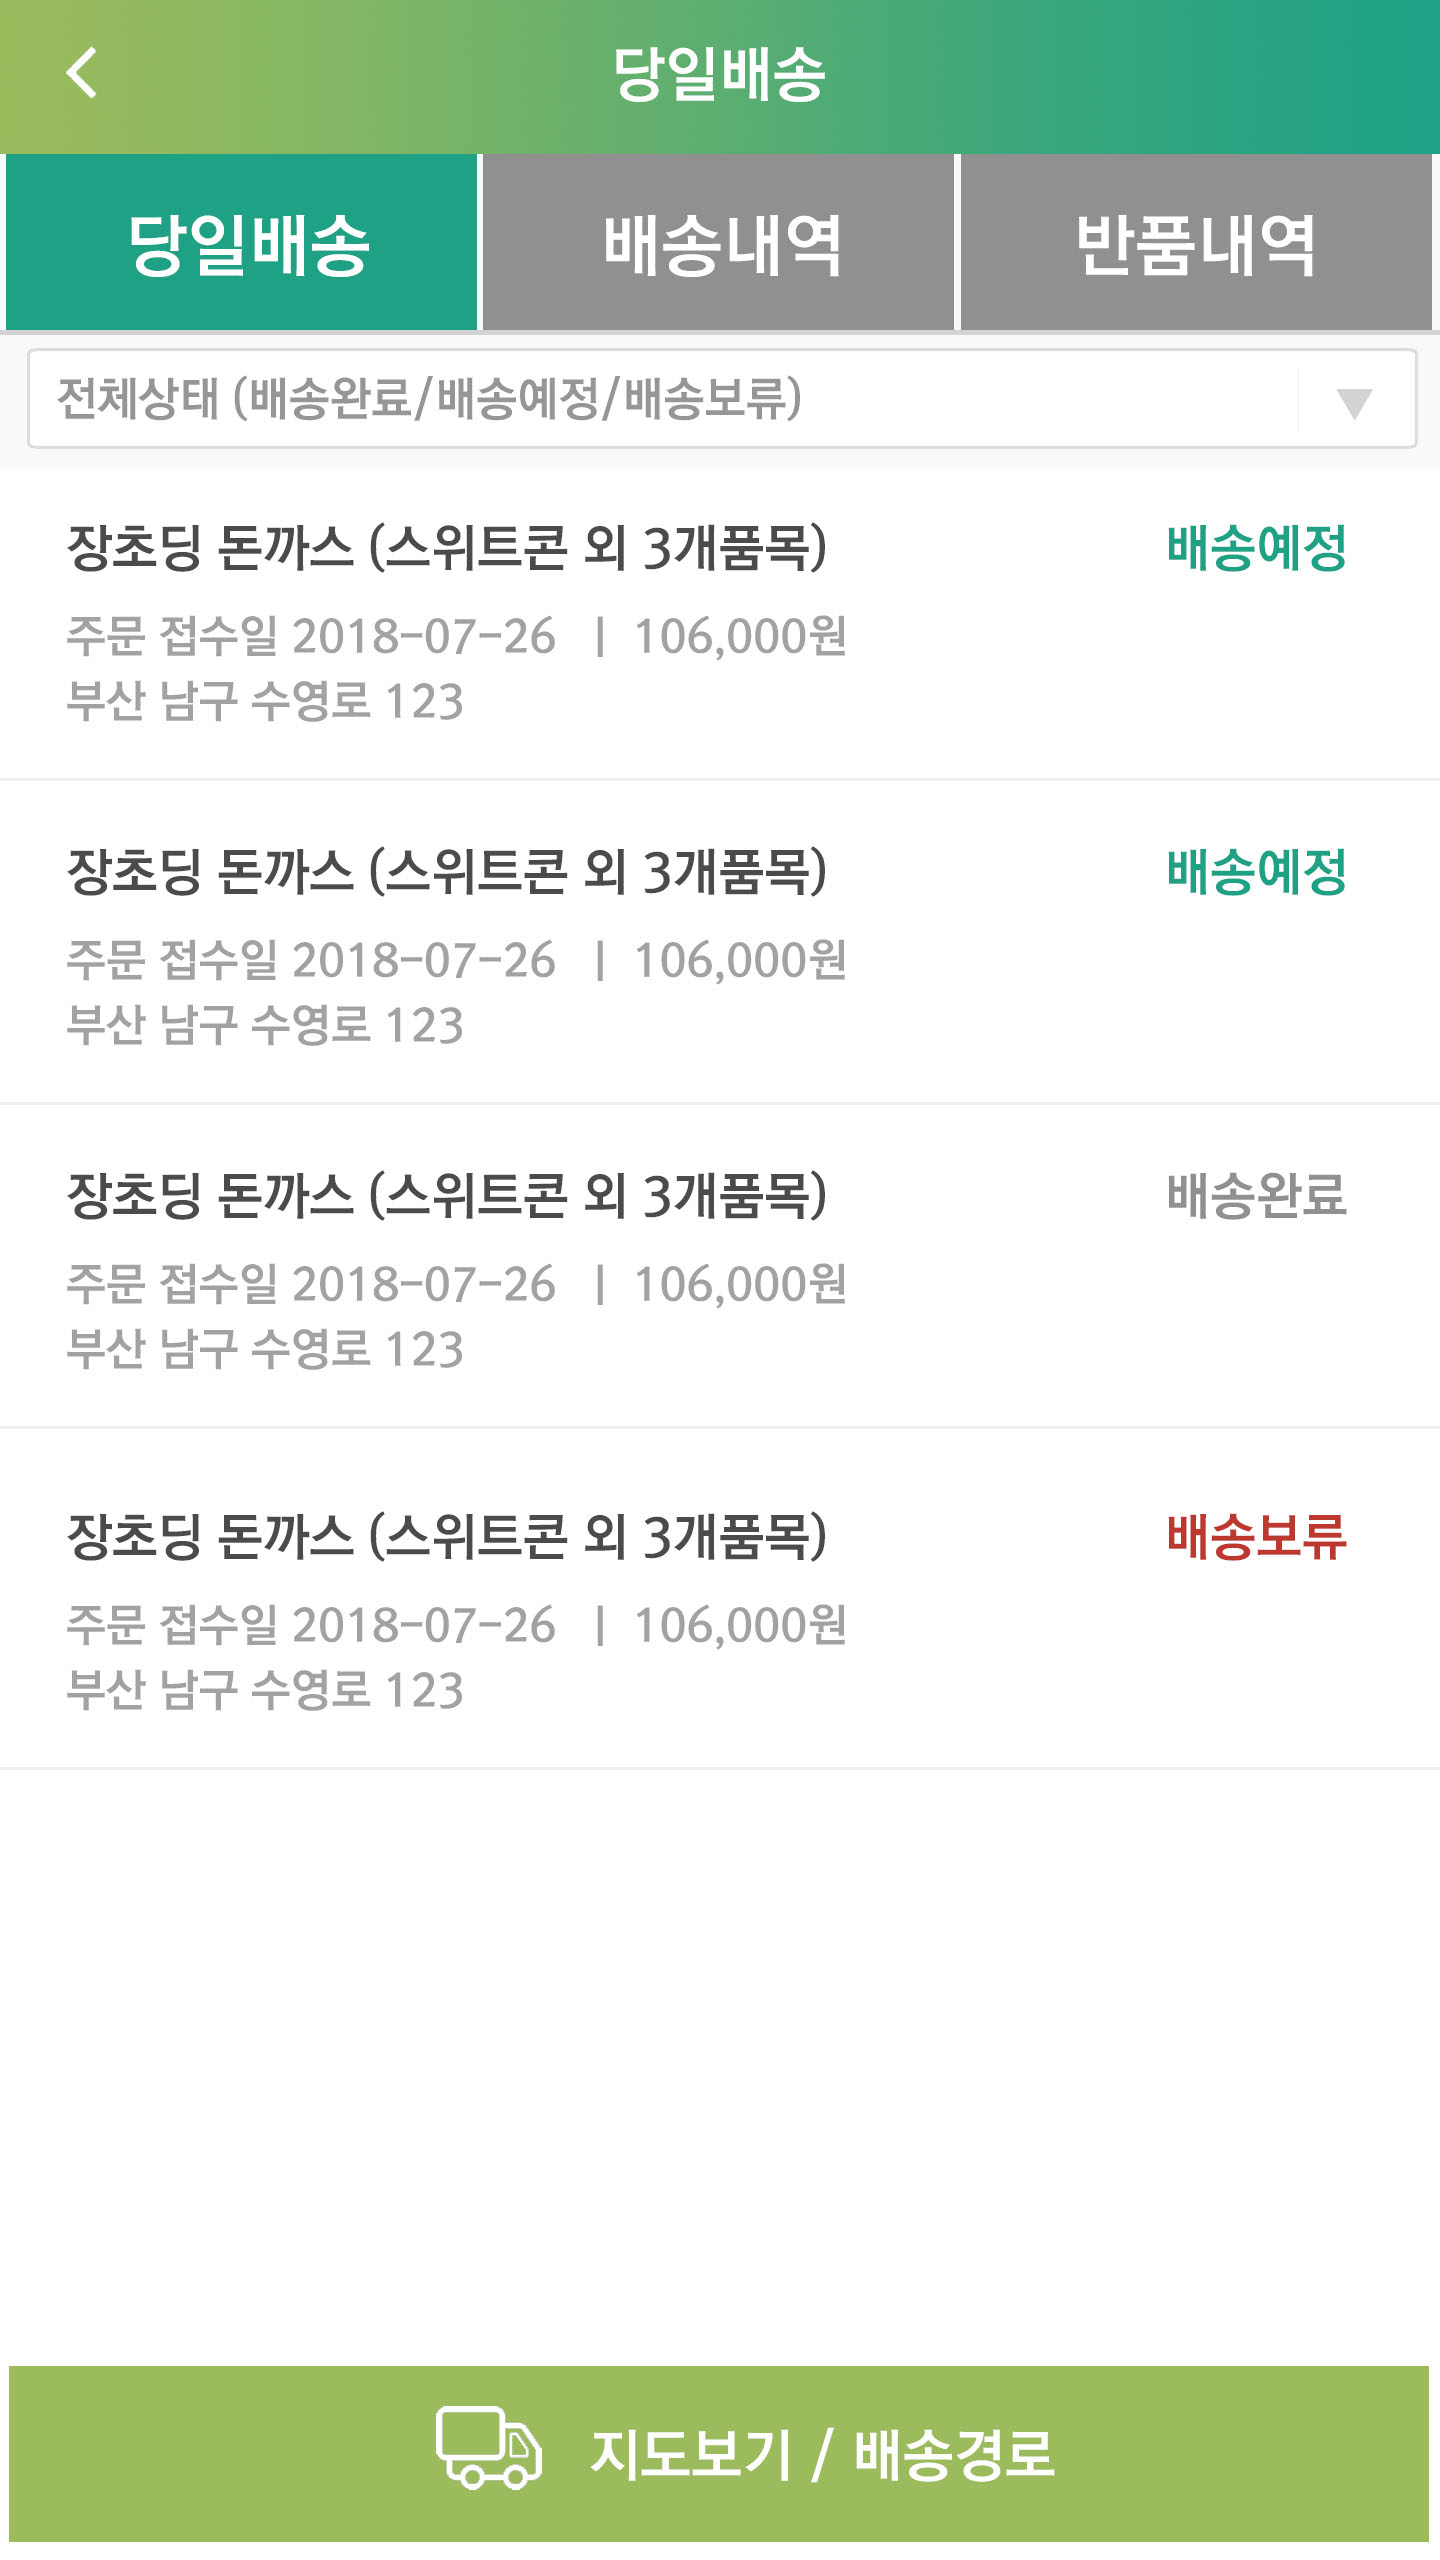 당일배송
당일배송 배송내역 반품내역
전체상태 (배송완료/배송예정/배송보류)
장초딩 돈까스 (스위트콘 외 3개품목) 배송예정
주문 접수일 2018-07-26 | 106,000원
부산 남구 수영로 123
장초딩 돈까스 (스위트콘 외 3개품목) 배송예정
주문 접수일 2018-07-26 | 106,000원
부산 남구 수영로 123
장초딩 돈까스 (스위트콘 외 3개품목) 배송완료
주문 접수일 2018-07-26 | 106,000원
부산 남구 수영로 123
장초딩 돈까스 (스위트콘 외 3개품목) 배송보류
주문 접수일 2018-07-26 | 106,000원
부산 남구 수영로 123
지도보기 / 배송경로